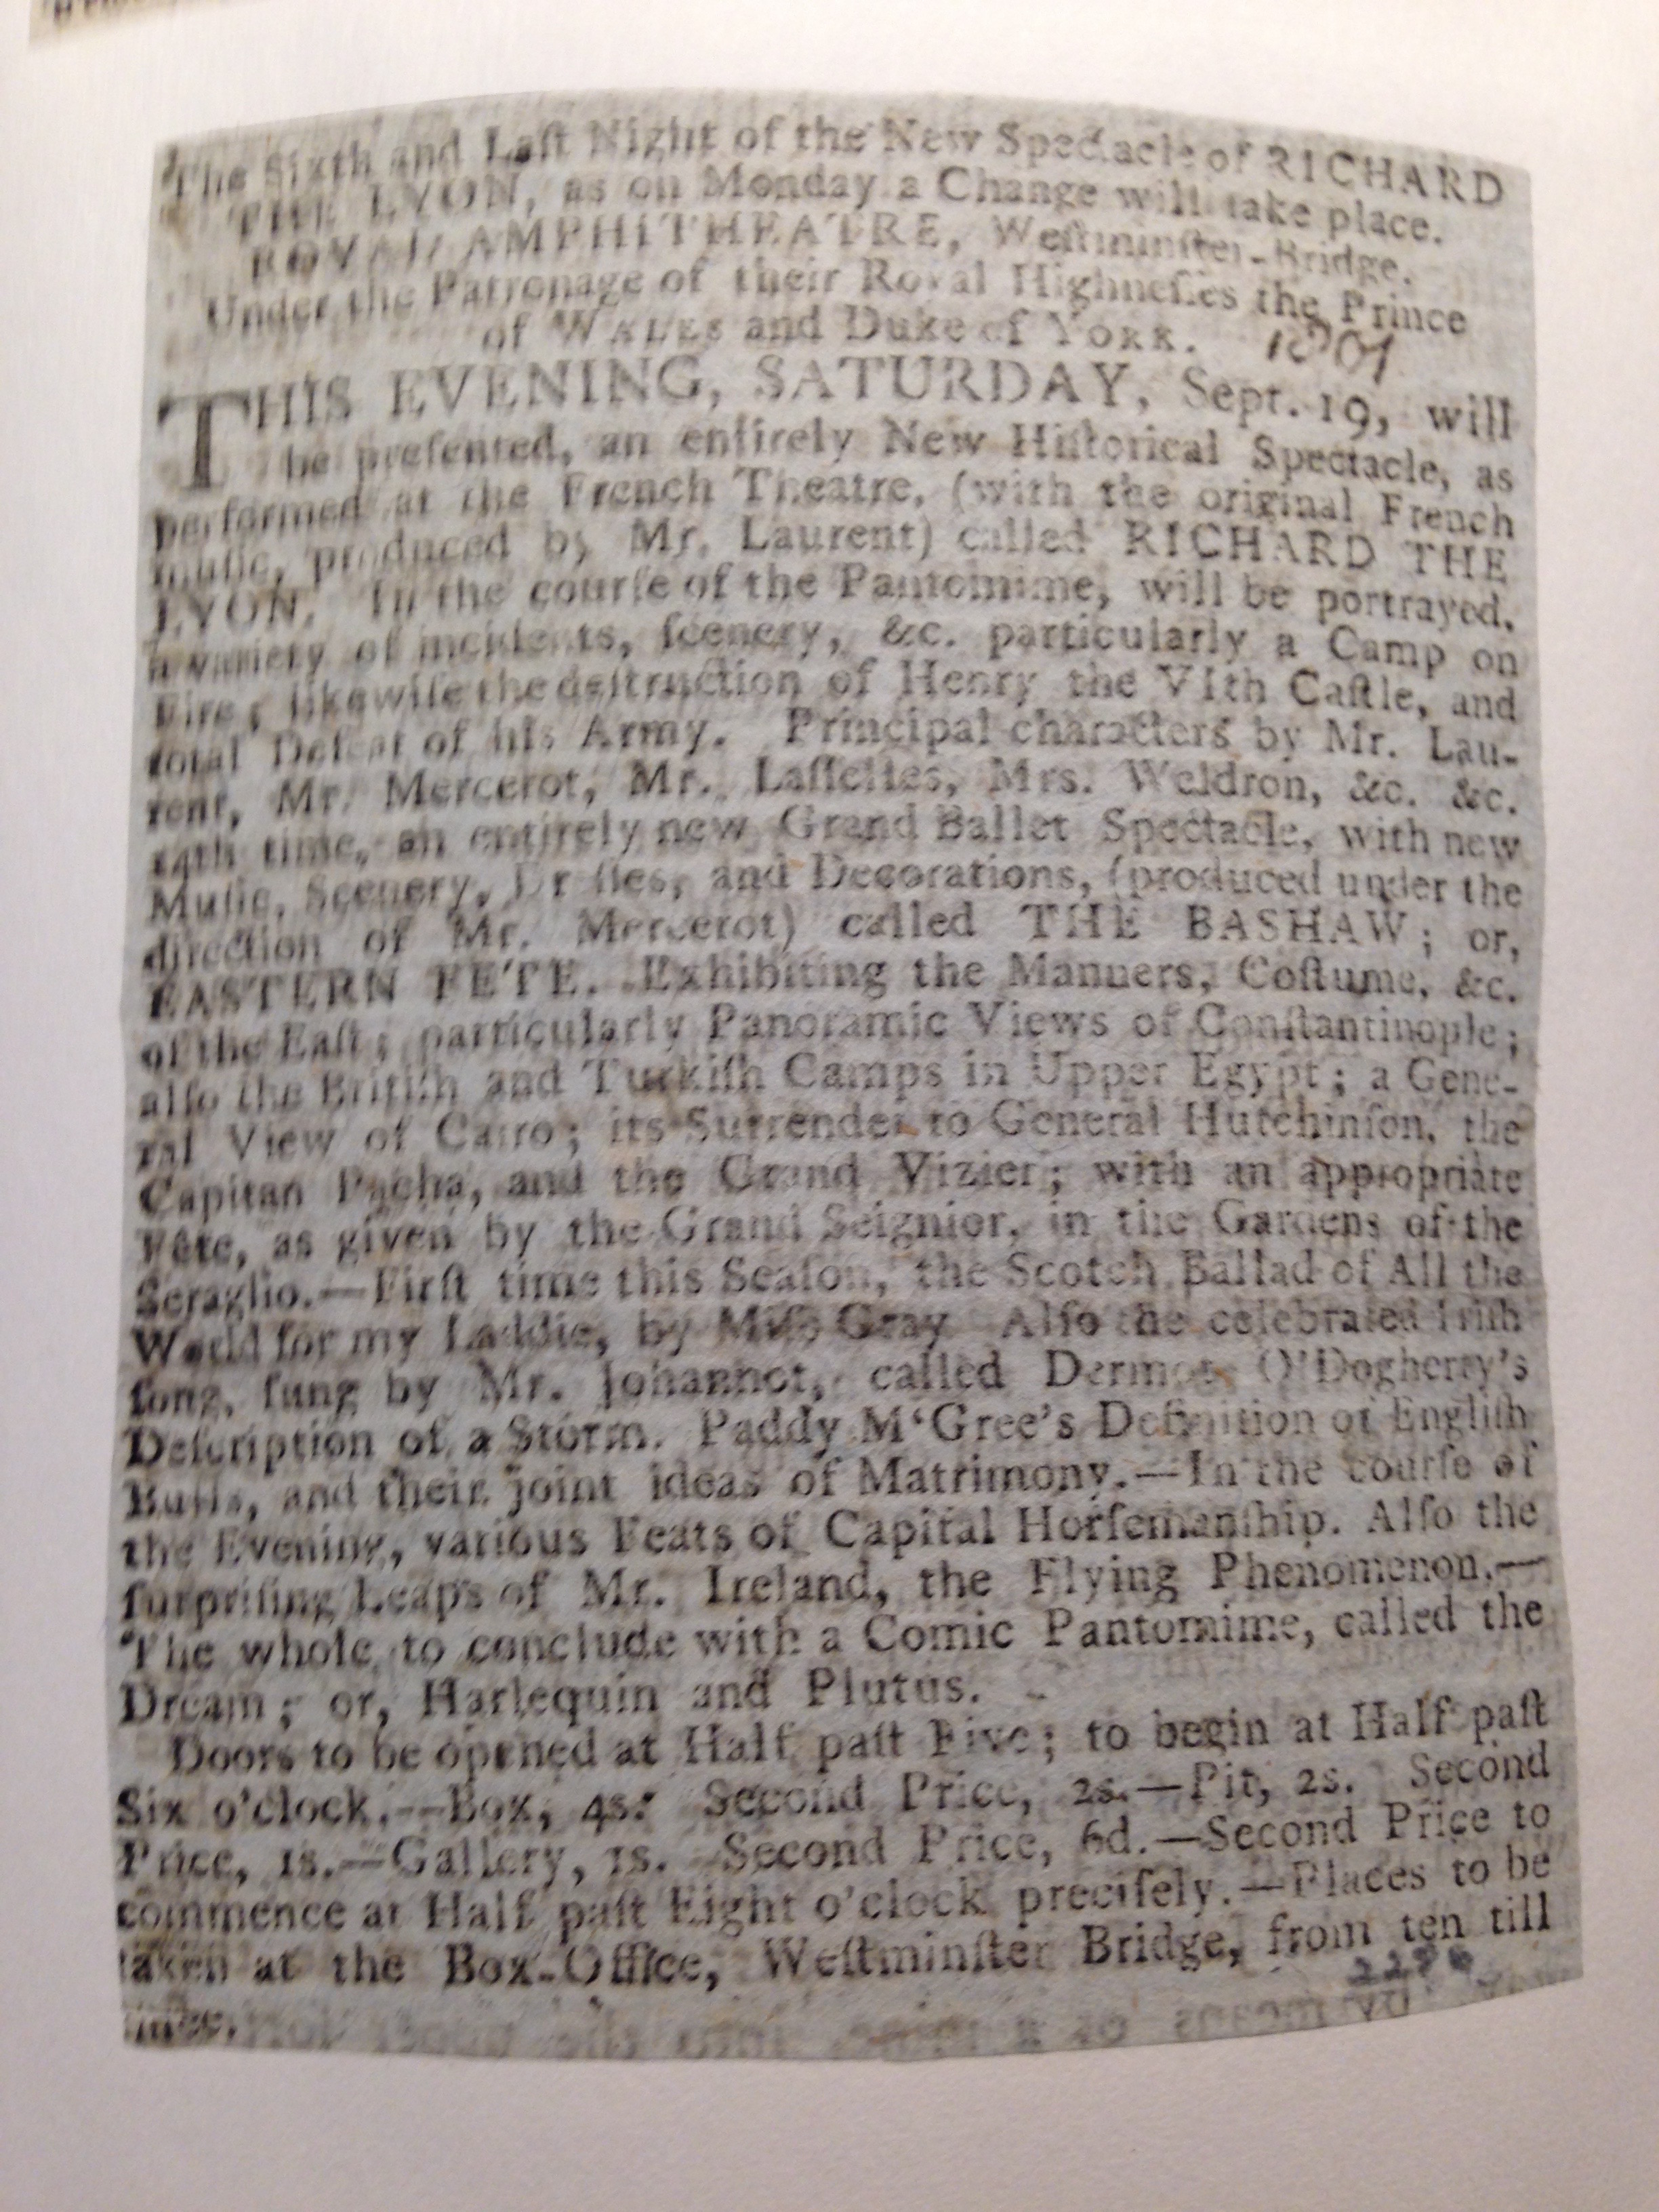 The Sixth and Laſt Night of the New Spectacle of RICHARD
THE LYON, as on Monday a Change will take place.
ROYAL AMPHITHEATRE, Weſtminſter-Bridge.
Under the Patronage of their Royal Highneſſes the Prince
of WALES and Duke of YORK. 1801
THIS EVENING, SATURDAY, Sept. 19, will
be preſented, an entirely New Hiſtorical Spectacle, as
performed at the French Theatre, (with the original French
muſic, produced by Mr. Laurent) called RICHARD THE
LYON. In the courſe of the Pantomime, will be portrayed,
a variety of incidents, ſcenery, &c. particularly a Camp on
Fire; likewiſe the deſtruction of Henry the VIth Caſtle, and
total Defeat of his Army. Principal characters by Mr. Lau-
rent, Mr. Mercerot, Mr. Laſſelles, Mrs. Weldron, &c. &c.
time, an entirely new Grand Ballet Spectacle, with new
Muſic, Scenery, Dreſſes, and Decorations, (produced under the
direction of Mr. Mercerot) called THE BASHAW; or,
EASTERN FETE. Exhibiting the Manners, Coſtume, &c.
of the Eaſt; particularly Panoramic Views of Conſtantinople;
alſo the Britiſh and Turkiſh Camps in Upper Egypt; a Gene-
ral View of Cairo; its Surrender to General Hutchinſon, the
Capitan Pacha, and the Grand Vizier; with an appropriate
Fête, as given by the Grand Seignior, in the Gardens of the
Seraglio.—Firſt time this Seaſon, the Scotch Ballad of All the
World for my Laddie, by Miſs Gray Alſo the celebrated Iriſh
ſong, ſung by Mr. Johannot, called Dermot O'Dogherty's
Deſcription of a Storm. Paddy M‘Gree's Definition of Engliſh
Bulls, and their joint ideas of Matrimony.—In the courſe of
the Evening, various Feats of Capital Horſemanſhip. Alſo the
ſurpriſing Leaps of Mr. Ireland, the Flying Phenomenon.—
The whole to conclude with a Comic Pantomime, called the
Dream; or, Harlequin and Plutus.
Doors to be opened at Half paſt Five; to begin at Half paſt
Six o'clock.—Box, 4s. Second Price, 2s.—Pit, 2s. Second
Price, 1s.—Gallery, 1s. Second Price, 6d.—Second Price to
commence at Half paſt Eight o'clock preciſely.—Places to be
taken at the Box-Office, Weſtminſter Bridge, from ten till